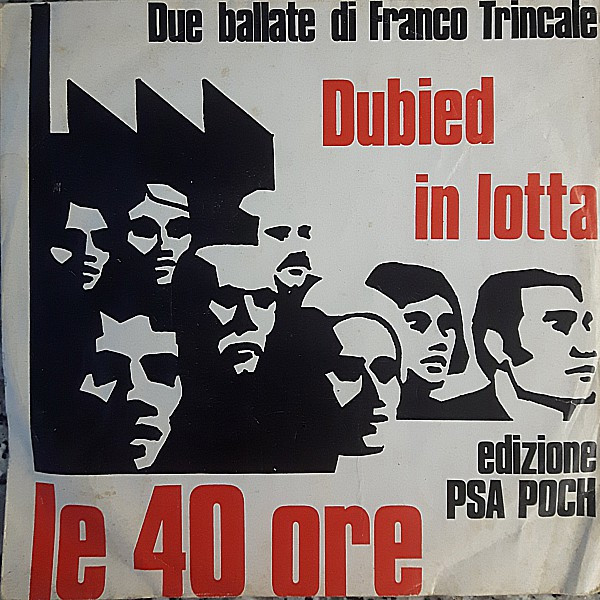 Due ballate di Franco Trincale
Dubied
in lotta
edizione
PSA POCH
le 40 ore